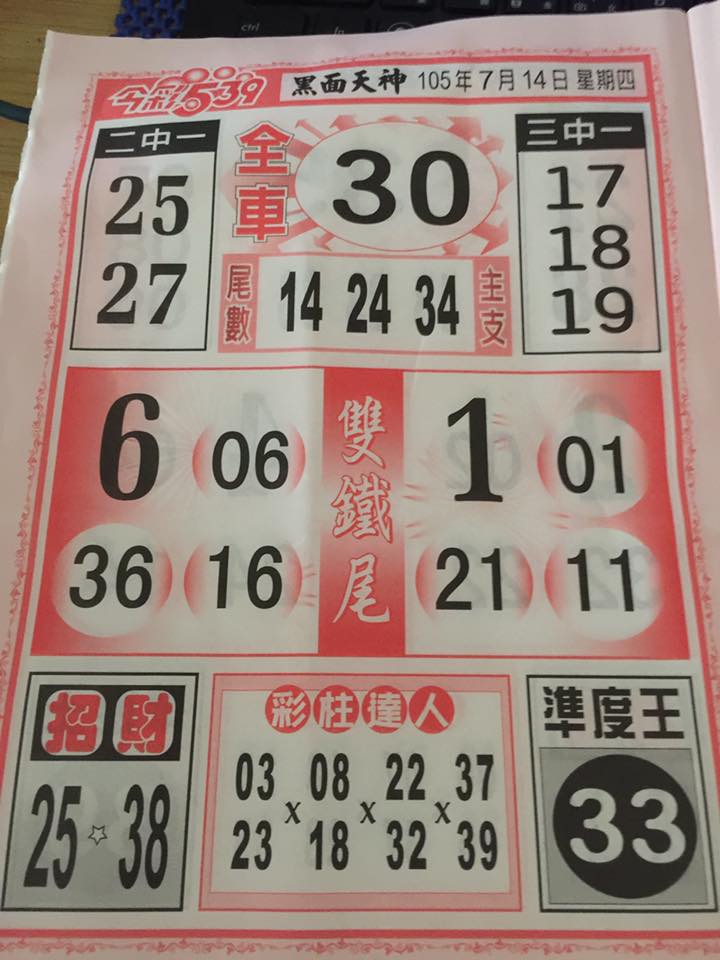 ctrl
今彩539 黑面天神 105年7月14日 星期四
二中一
25
27
全車
30
尾數
14 24 34
主支
三中一
17
18
19
6 06
36 16
雙鐵尾
1 01
21 11
招財
25☆38
彩柱達人
03 08 22 37
x x x
23 18 32 39
準度王
33